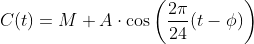 C(t) = M + A · cos(2π/24 (t − ϕ))